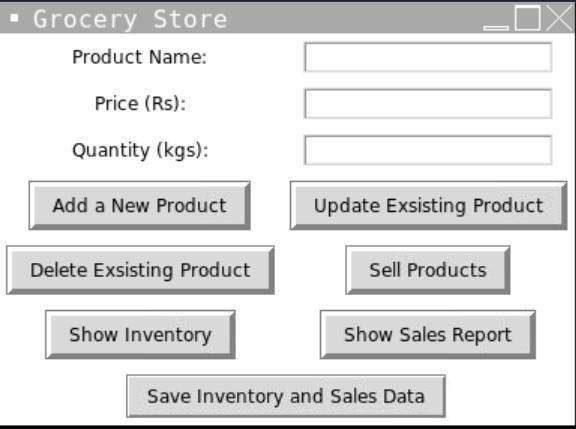 Grocery Store
Product Name:
Price (Rs):
Quantity (kgs):
Add a New Product
Update Exsisting Product
Delete Exsisting Product
Sell Products
Show Inventory
Show Sales Report
Save Inventory and Sales Data